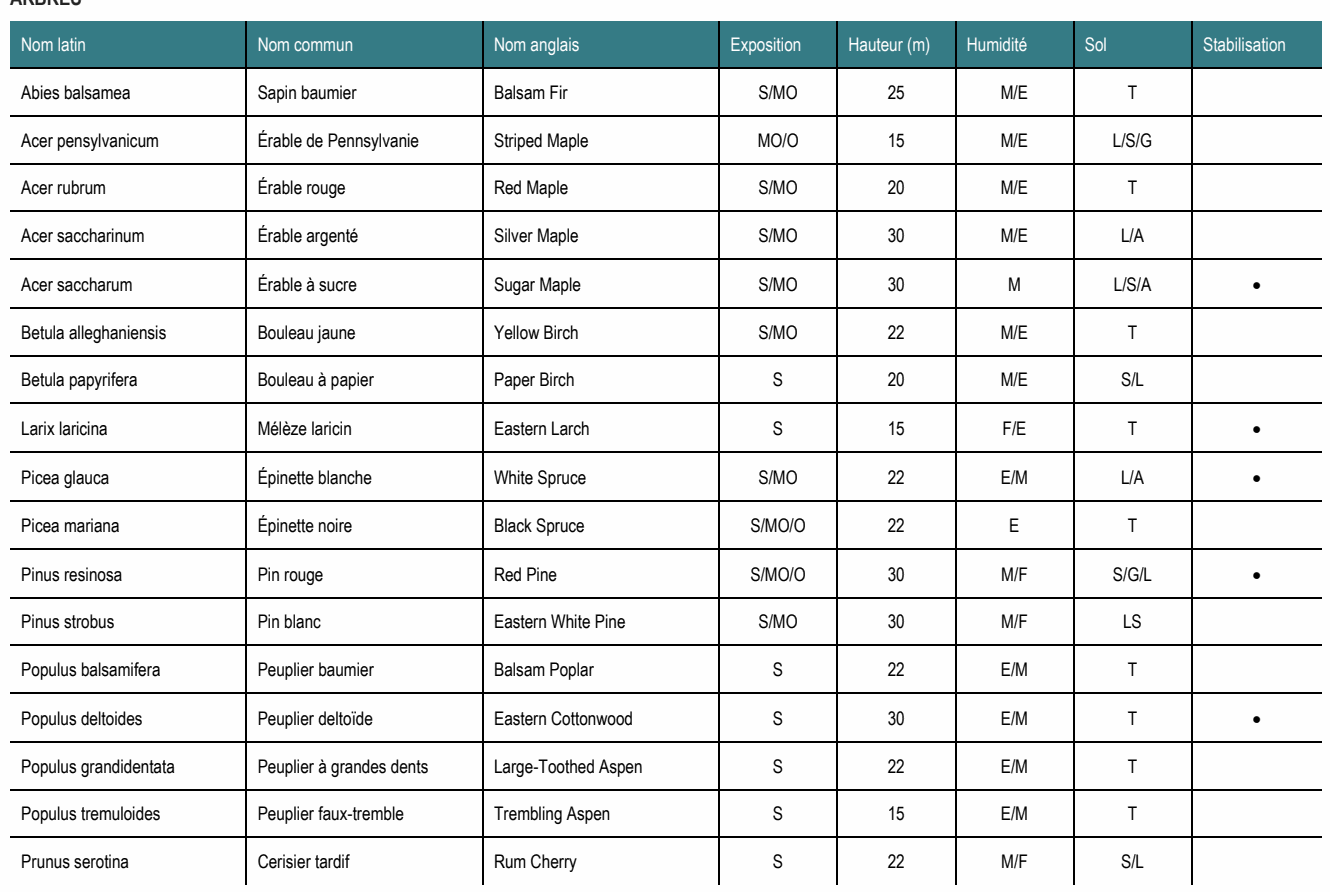 ARBRES
Nom latin Nom commun Nom anglais Exposition Hauteur (m) Humidité Sol Stabilisation
Abies balsamea Sapin baumier Balsam Fir S/MO 25 M/E T
Acer pensylvanicum Érable de Pennsylvanie Striped Maple MO/O 15 M/E L/S/G
Acer rubrum Érable rouge Red Maple S/MO 20 M/E T
Acer saccharinum Érable argenté Silver Maple S/MO 30 M/E L/A
Acer saccharum Érable à sucre Sugar Maple S/MO 30 M L/S/A •
Betula alleghaniensis Bouleau jaune Yellow Birch S/MO 22 M/E T
Betula papyrifera Bouleau à papier Paper Birch S 20 M/E S/L
Larix laricina Mélèze laricin Eastern Larch S 15 F/E T •
Picea glauca Épinette blanche White Spruce S/MO 22 E/M L/A •
Picea mariana Épinette noire Black Spruce S/MO/O 22 E T
Pinus resinosa Pin rouge Red Pine S/MO/O 30 M/F S/G/L •
Pinus strobus Pin blanc Eastern White Pine S/MO 30 M/F LS
Populus balsamifera Peuplier baumier Balsam Poplar S 22 E/M T
Populus deltoides Peuplier deltoïde Eastern Cottonwood S 30 E/M T •
Populus grandidentata Peuplier à grandes dents Large-Toothed Aspen S 22 E/M T
Populus tremuloides Peuplier faux-tremble Trembling Aspen S 15 E/M T
Prunus serotina Cerisier tardif Rum Cherry S 22 M/F S/L